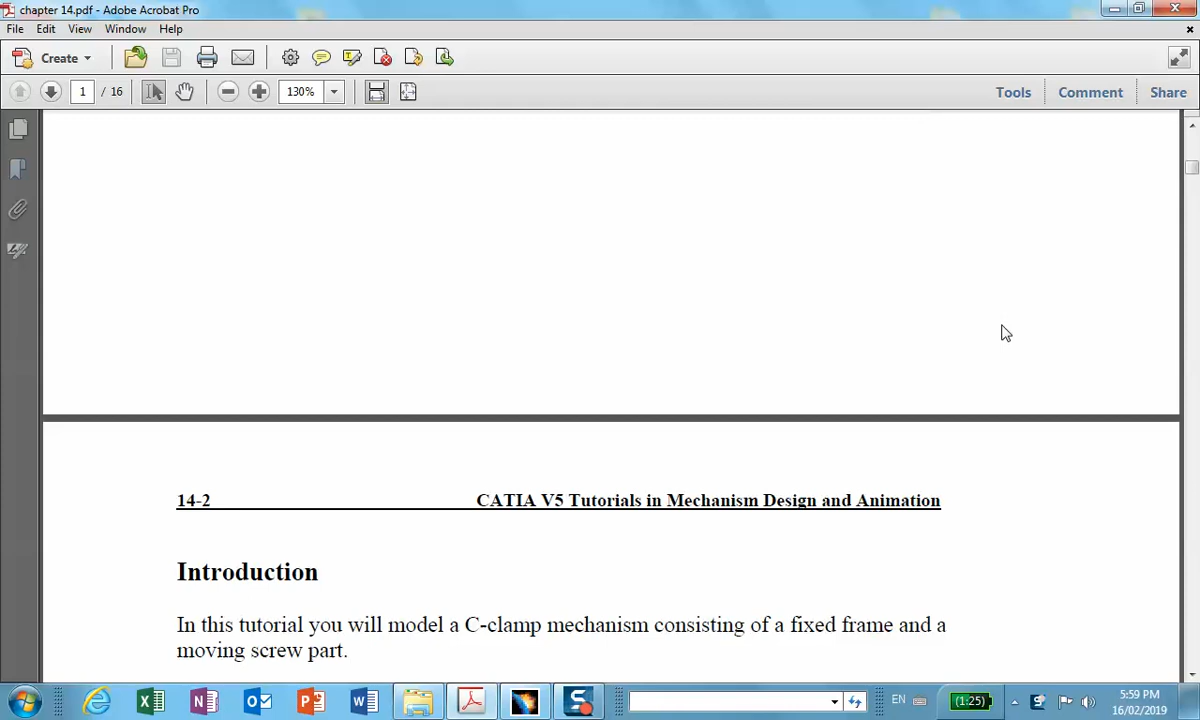 chapter 14.pdf - Adobe Acrobat Pro
File Edit View Window Help
Create
1 / 16 130% Tools Comment Share
14-2 CATIA V5 Tutorials in Mechanism Design and Animation
Introduction
In this tutorial you will model a C-clamp mechanism consisting of a fixed frame and a
moving screw part.
EN (1:25) 5:59 PM
16/02/2019